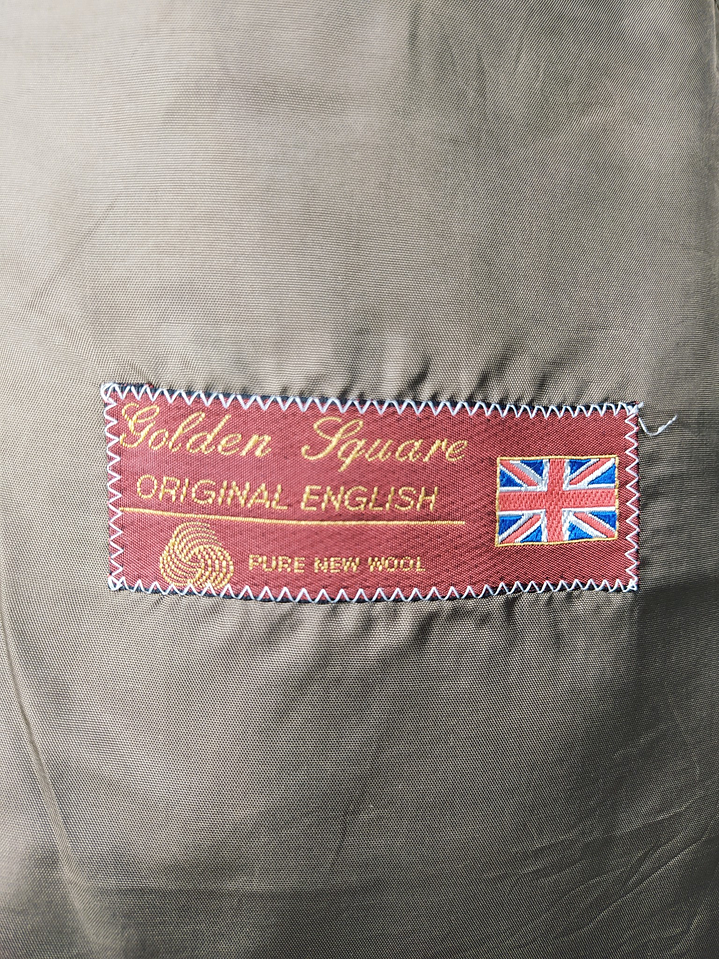 Golden Square
ORIGINAL ENGLISH
PURE NEW WOOL